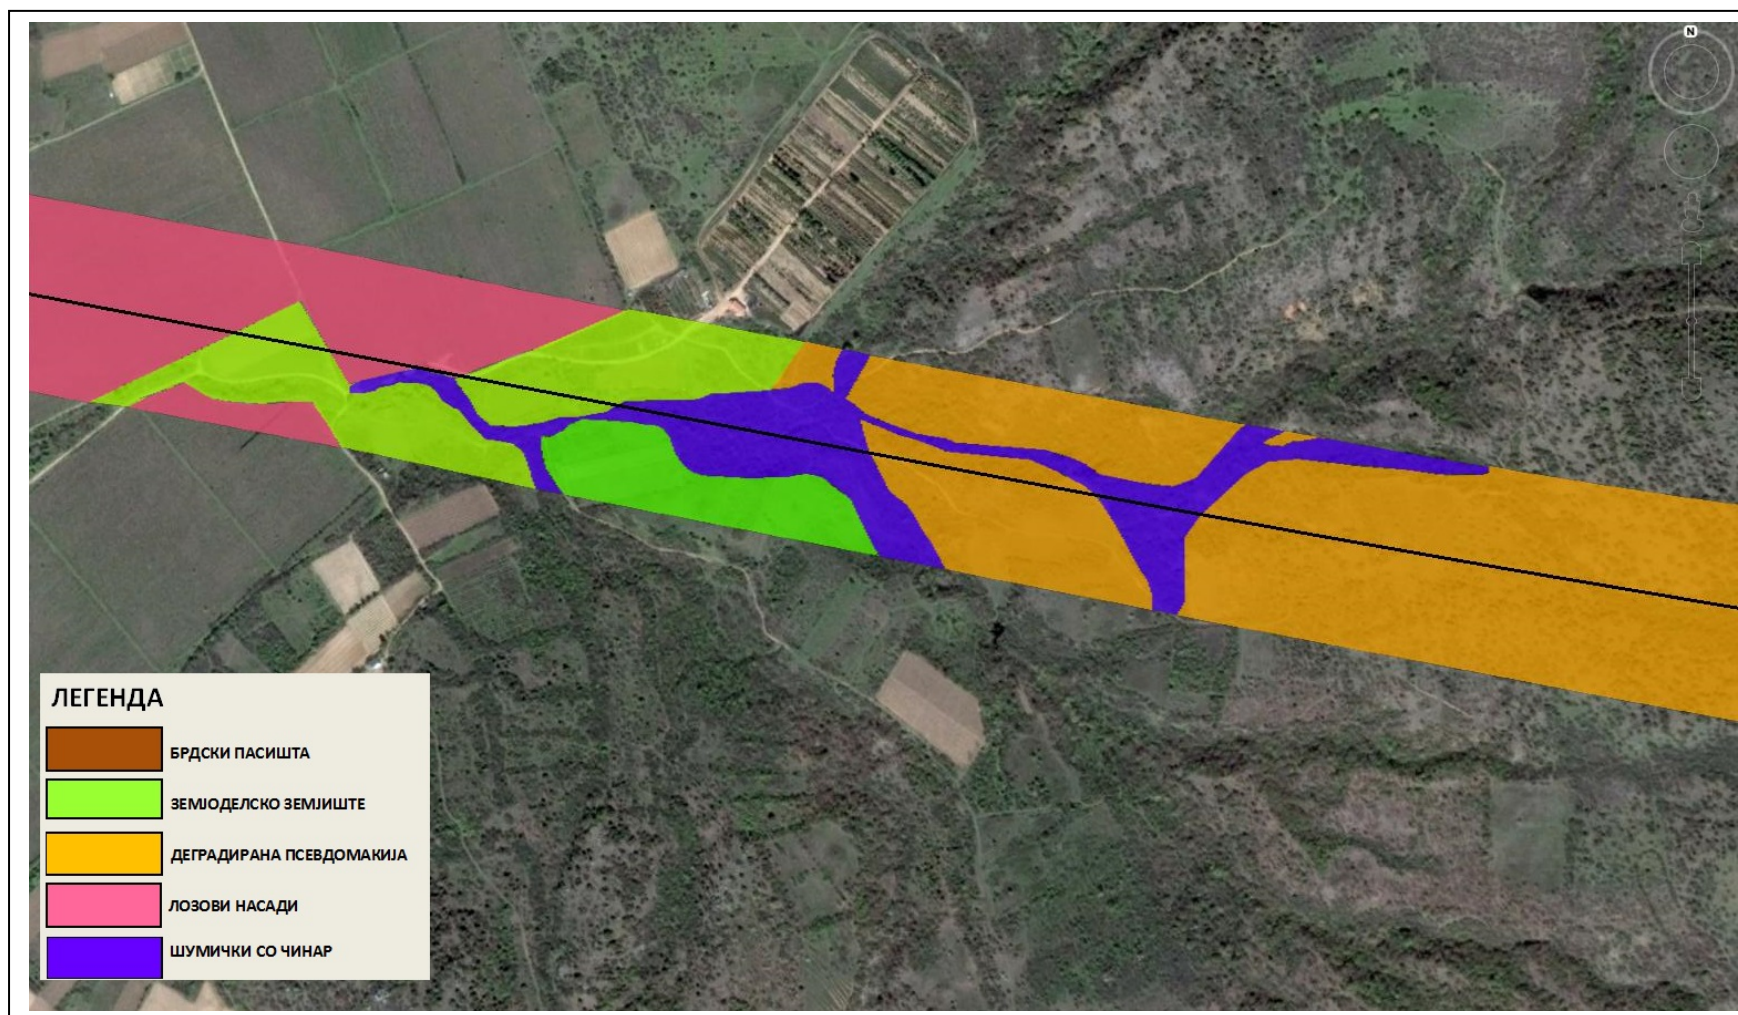 N
ЛЕГЕНДА
БРДСКИ ПАСИШТА
ЗЕМЈОДЕЛСКО ЗЕМЈИШТЕ
ДЕГРАДИРАНА ПСЕВДОМАКИЈА
ЛОЗОВИ НАСАДИ
ШУМИЧКИ СО ЧИНАР